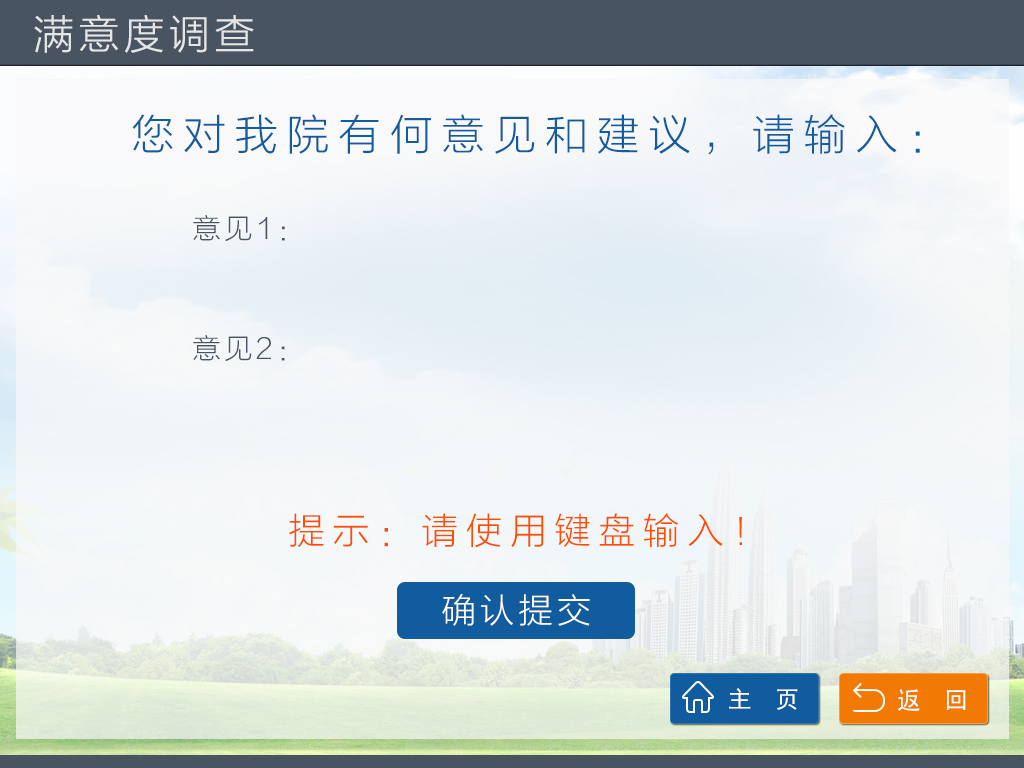 满意度调查
您对我院有何意见和建议，请输入：
意见1：
意见2：
提示：请使用键盘输入！
确认提交
主 页
返 回